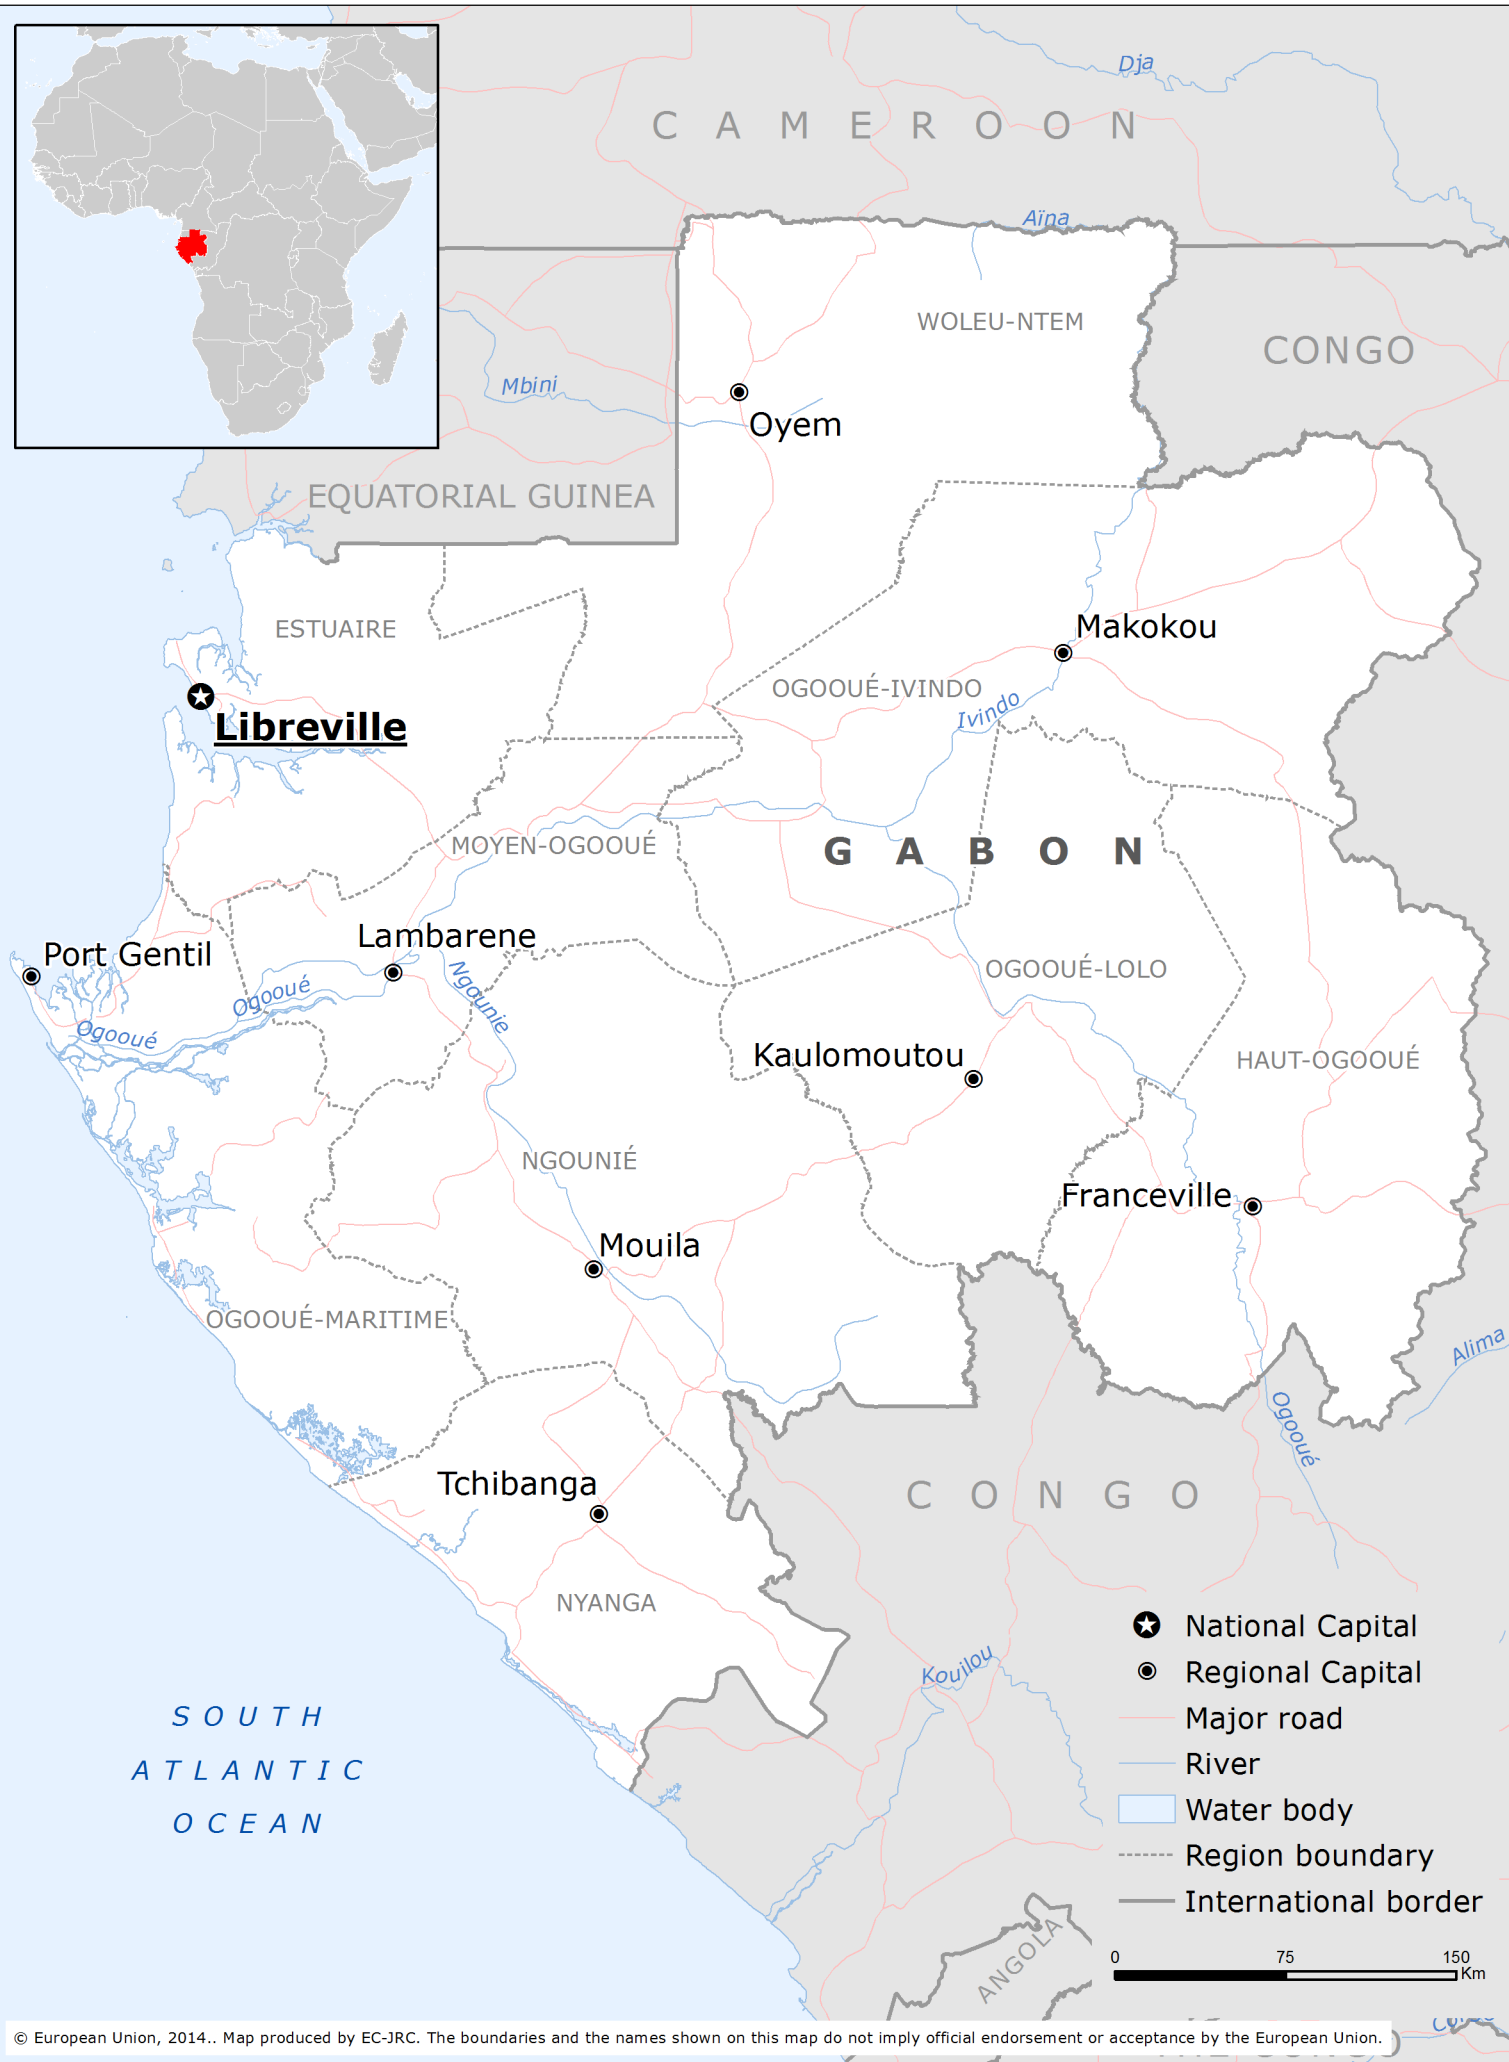 Dja
CAMEROON
Aïna
WOLEU-NTEM
CONGO
Mbini
Oyem
EQUATORIAL GUINEA
ESTUAIRE
Makokou
OGOOUÉ-IVINDO
Ivindo
Libreville
MOYEN-OGOOUÉ
GABON
Lambarene
Port Gentil
Ngounie
OGOOUÉ-LOLO
Ogooué
Ogooué
Kaulomoutou
HAUT-OGOOUÉ
NGOUNIÉ
Franceville
Mouila
OGOOUÉ-MARITIME
Alima
Ogooué
Tchibanga
CONGO
NYANGA
Kouilou
SOUTH
ATLANTIC
OCEAN
National Capital
Regional Capital
Major road
River
Water body
Region boundary
International border
ANGOLA
0 75 150
Km
© European Union, 2014.. Map produced by EC-JRC. The boundaries and the names shown on this map do not imply official endorsement or acceptance by the European Union.